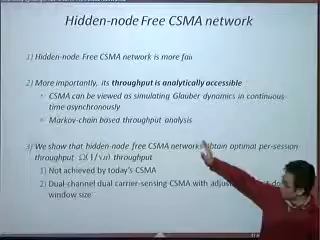 Hidden-node Free CSMA network
1) Hidden-node Free CSMA network is more fair
2) More importantly, its throughput is analytically accessible
CSMA can be viewed as simulating Glauber dynamics in continuous-
time asynchronously
Markov-chain based throughput analysis
3) We show that hidden-node free CSMA network obtain optimal per-session
throughput Ω(1/√n) throughput
1) Not achieved by today's CSMA
2) Dual-channel dual carrier-sensing CSMA with
window size